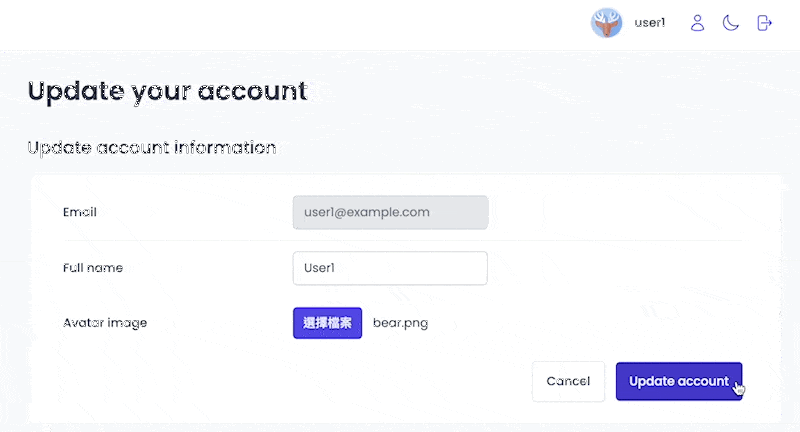 user1
Update your account
Update account information
Email
user1@example.com
Full name
User1
Avatar image
選擇檔案 bear.png
Cancel
Update account